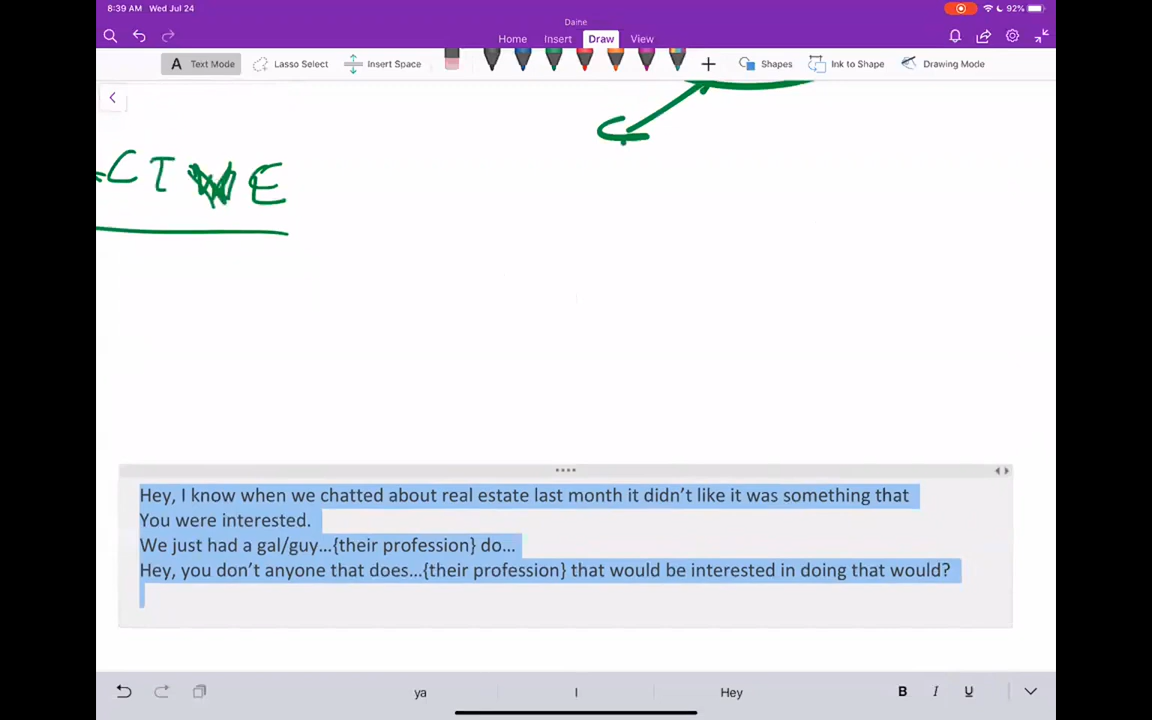 8:39 AM Wed Jul 24
92%
Daine
Home Insert Draw View
Text Mode Lasso Select Insert Space + Shapes Ink to Shape Drawing Mode
CTVE
Hey, I know when we chatted about real estate last month it didn't like it was something that
You were interested.
We just had a gal/guy...{their profession} do...
Hey, you don't anyone that does...{their profession} that would be interested in doing that would?
ya I Hey
B I U